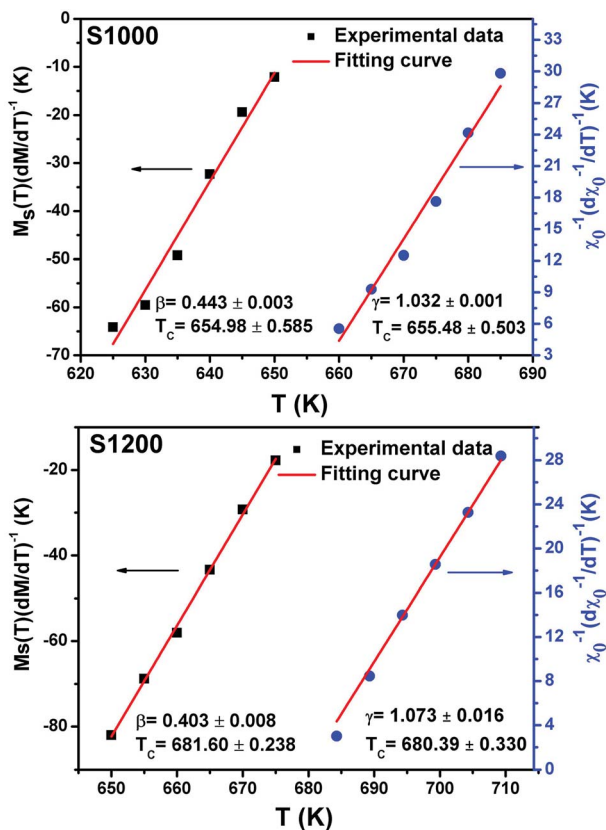 S1000
Experimental data
Fitting curve
β= 0.443 ± 0.003
T_C= 654.98 ± 0.585
γ= 1.032 ± 0.001
T_C= 655.48 ± 0.503
M_S(T)(dM/dT)^-1 (K)
0
-10
-20
-30
-40
-50
-60
-70
χ_0^-1(dχ_0^-1/dT)^-1(K)
36
33
30
27
24
21
18
15
12
9
6
3
620 630 640 650 660 670 680 690
T (K)
S1200
Experimental data
Fitting curve
β= 0.403 ± 0.008
T_C= 681.60 ± 0.238
γ= 1.073 ± 0.016
T_C= 680.39 ± 0.330
Ms(T)(dM/dT)^-1 (K)
-20
-40
-60
-80
χ_0^-1(dχ_0^-1/dT)^-1(K)
28
24
20
16
12
8
4
0
650 660 670 680 690 700 710
T (K)